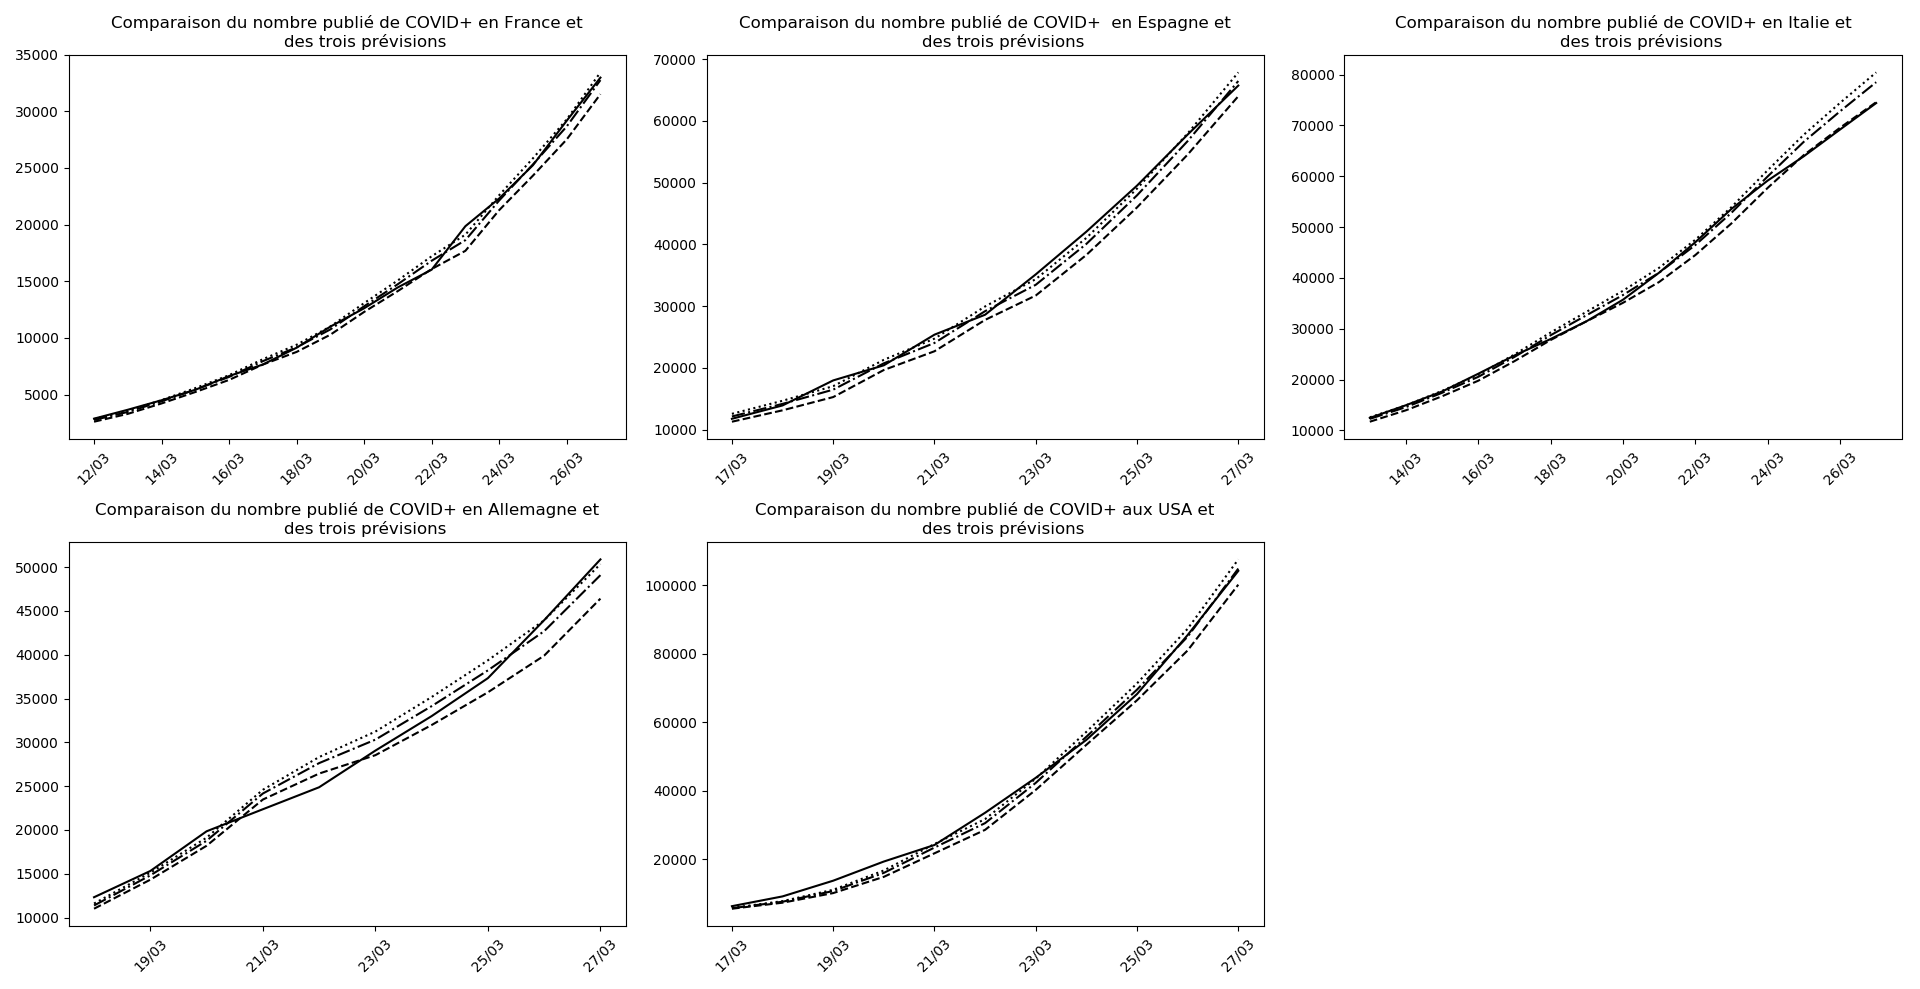 Comparaison du nombre publié de COVID+ en France et
des trois prévisions
35000
30000
25000
20000
15000
10000
5000
12/03 14/03 16/03 18/03 20/03 22/03 24/03 26/03
Comparaison du nombre publié de COVID+  en Espagne et
des trois prévisions
70000
60000
50000
40000
30000
20000
10000
17/03 19/03 21/03 23/03 25/03 27/03
Comparaison du nombre publié de COVID+ en Italie et
des trois prévisions
80000
70000
60000
50000
40000
30000
20000
10000
14/03 16/03 18/03 20/03 22/03 24/03 26/03
Comparaison du nombre publié de COVID+ en Allemagne et
des trois prévisions
50000
45000
40000
35000
30000
25000
20000
15000
10000
19/03 21/03 23/03 25/03 27/03
Comparaison du nombre publié de COVID+ aux USA et
des trois prévisions
100000
80000
60000
40000
20000
17/03 19/03 21/03 23/03 25/03 27/03